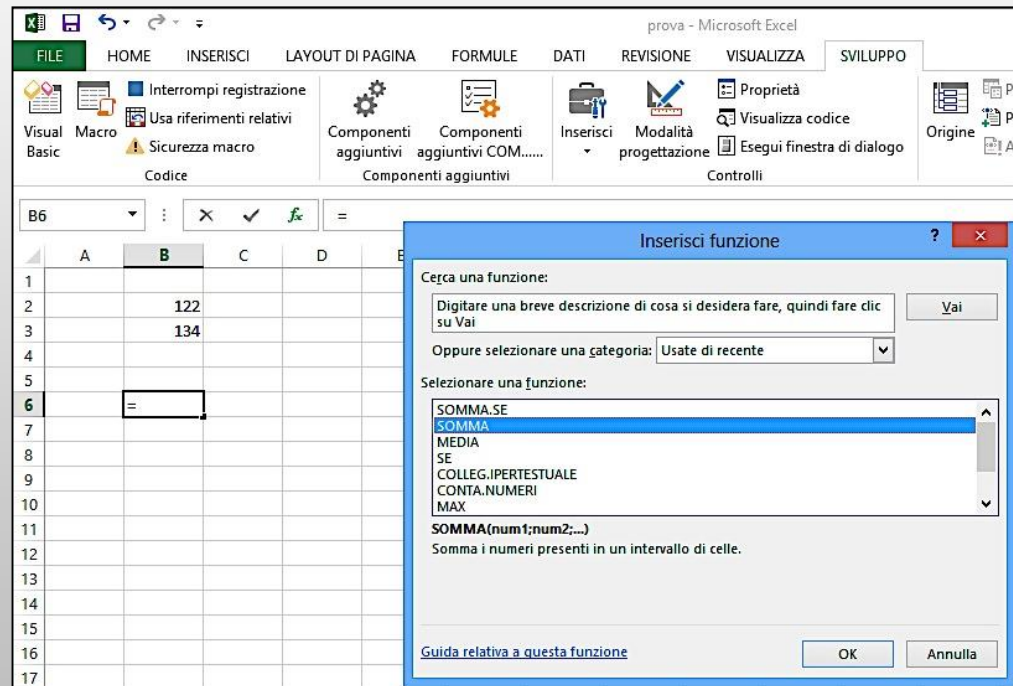 prova - Microsoft Excel
FILE HOME INSERISCI LAYOUT DI PAGINA FORMULE DATI REVISIONE VISUALIZZA SVILUPPO
Visual Basic
Macro
Interrompi registrazione
Usa riferimenti relativi
Sicurezza macro
Codice
Componenti aggiuntivi
Componenti aggiuntivi COM......
Componenti aggiuntivi
Inserisci
Modalità progettazione
Proprietà
Visualizza codice
Esegui finestra di dialogo
Controlli
Origine
P
P
A
B6 fx =
A B C D E
1
2 122
3 134
4
5
6 =
7
8
9
10
11
12
13
14
15
16
17
Inserisci funzione ?
Cerca una funzione:
Digitare una breve descrizione di cosa si desidera fare, quindi fare clic
su Vai
Vai
Oppure selezionare una categoria: Usate di recente
Selezionare una funzione:
SOMMA.SE
SOMMA
MEDIA
SE
COLLEG.IPERTESTUALE
CONTA.NUMERI
MAX
SOMMA(num1;num2;...)
Somma i numeri presenti in un intervallo di celle.
Guida relativa a questa funzione
OK Annulla